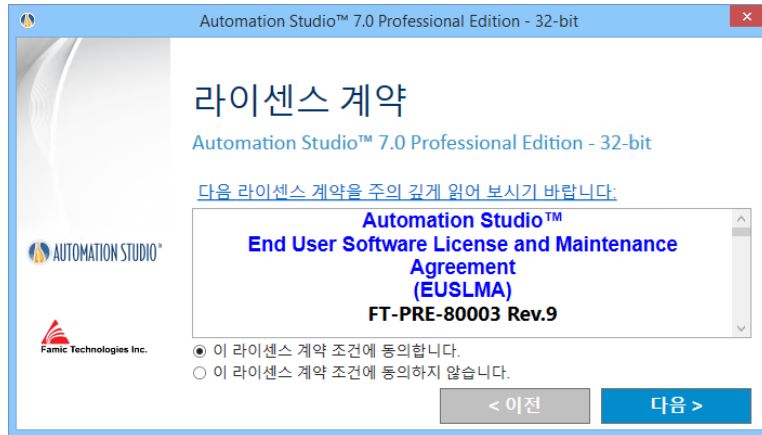 Automation Studio™ 7.0 Professional Edition - 32-bit
라이센스 계약
Automation Studio™ 7.0 Professional Edition - 32-bit
다음 라이센스 계약을 주의 깊게 읽어 보시기 바랍니다:
Automation Studio™
End User Software License and Maintenance
Agreement
(EUSLMA)
FT-PRE-80003 Rev.9
AUTOMATION STUDIO™
Famic Technologies Inc.
이 라이센스 계약 조건에 동의합니다.
이 라이센스 계약 조건에 동의하지 않습니다.
< 이전
다음 >